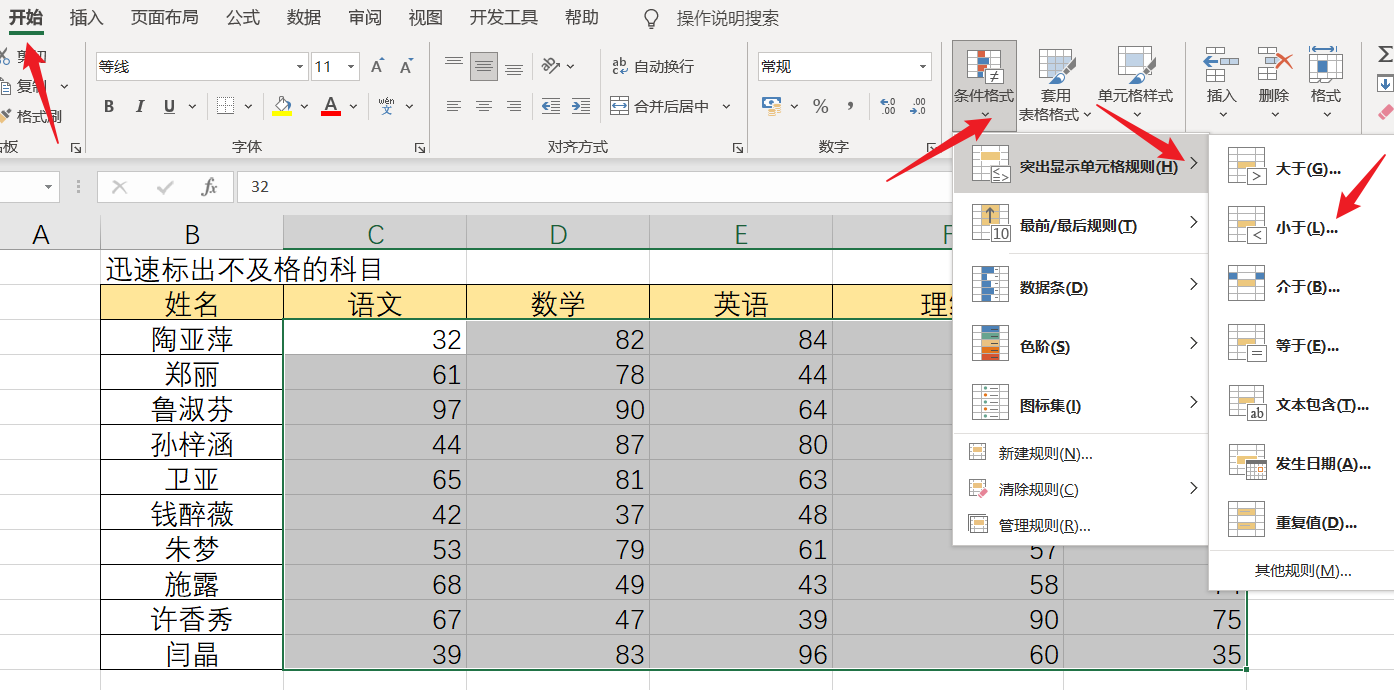 开始 插入 页面布局 公式 数据 审阅 视图 开发工具 帮助 操作说明搜索
剪切
复制
格式刷
等线 11
B I U A wén 文
ab 自动换行
合并后居中
常规
% ,
条件格式
套用
表格格式
单元格样式
插入 删除 格式
字体 对齐方式 数字
32
突出显示单元格规则(H)
最前/最后规则(T)
数据条(D)
色阶(S)
图标集(I)
新建规则(N)...
清除规则(C)
管理规则(R)...
大于(G)...
小于(L)...
介于(B)...
等于(E)...
文本包含(T)...
发生日期(A)...
重复值(D)...
其他规则(M)...
A B C D E
迅速标出不及格的科目
姓名 语文 数学 英语
陶亚萍 32 82 84
郑丽 61 78 44
鲁淑芬 97 90 64
孙梓涵 44 87 80
卫亚 65 81 63
钱醉薇 42 37 48
朱梦 53 79 61 57
施露 68 49 43 58
许香秀 67 47 39 90 75
闫晶 39 83 96 60 35